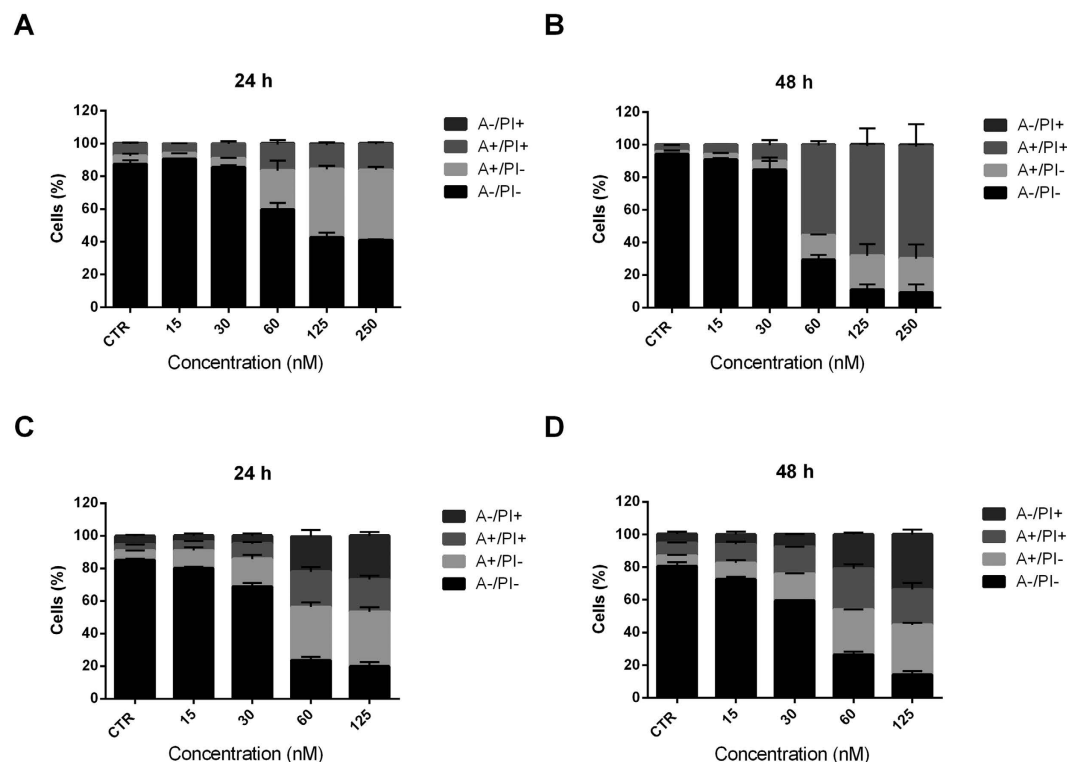 A
24 h
120
100
80
60
40
20
0
Cells (%)
CTR
15
30
60
125
250
Concentration (nM)
A-/PI+
A+/PI+
A+/PI-
A-/PI-
B
48 h
120
100
80
60
40
20
0
Cells (%)
CTR
15
30
60
125
250
Concentration (nM)
A-/PI+
A+/PI+
A+/PI-
A-/PI-
C
24 h
120
100
80
60
40
20
0
Cells (%)
CTR
15
30
60
125
Concentration (nM)
A-/PI+
A+/PI+
A+/PI-
A-/PI-
D
48 h
120
100
80
60
40
20
0
Cells (%)
CTR
15
30
60
125
Concentration (nM)
A-/PI+
A+/PI+
A+/PI-
A-/PI-